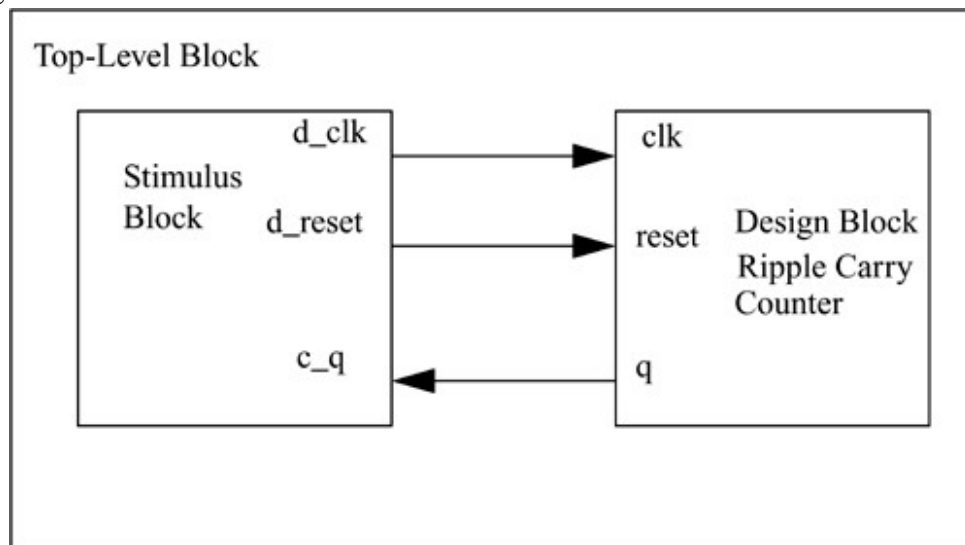 Top-Level Block
d_clk
Stimulus
Block
d_reset
c_q
clk
reset
Design Block
Ripple Carry
Counter
q